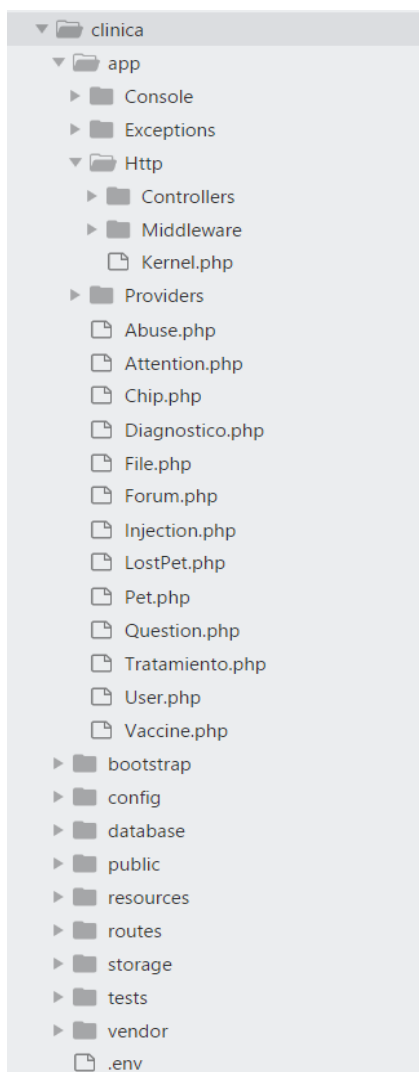 clinica
app
Console
Exceptions
Http
Controllers
Middleware
Kernel.php
Providers
Abuse.php
Attention.php
Chip.php
Diagnostico.php
File.php
Forum.php
Injection.php
LostPet.php
Pet.php
Question.php
Tratamiento.php
User.php
Vaccine.php
bootstrap
config
database
public
resources
routes
storage
tests
vendor
.env